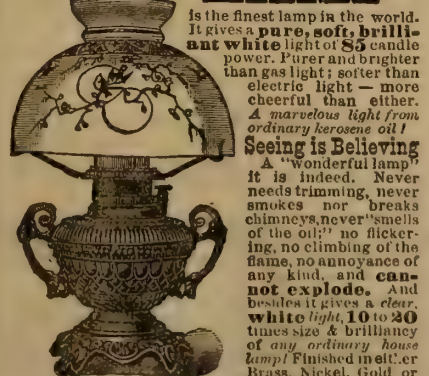 is the finest lamp in the world.
It gives a pure, soft, brilli-
ant white light of 85 candle
power. Purer and brighter
than gas light; softer than
electric light — more
cheerful than either.
A marvelous light from
ordinary kerosene oil!
Seeing is Believing
A "wonderful lamp"
it is indeed. Never
needs trimming, never
smokes nor breaks
chimneys, never "smells
of the oil;" no flicker-
ing, no climbing of the
flame, no annoyance of
any kind, and can-
not explode. And
besides it gives a clear,
white light, 10 to 20
times size & brilliancy
of any ordinary house
lamp! Finished in either
Brass, Nickel, Gold or